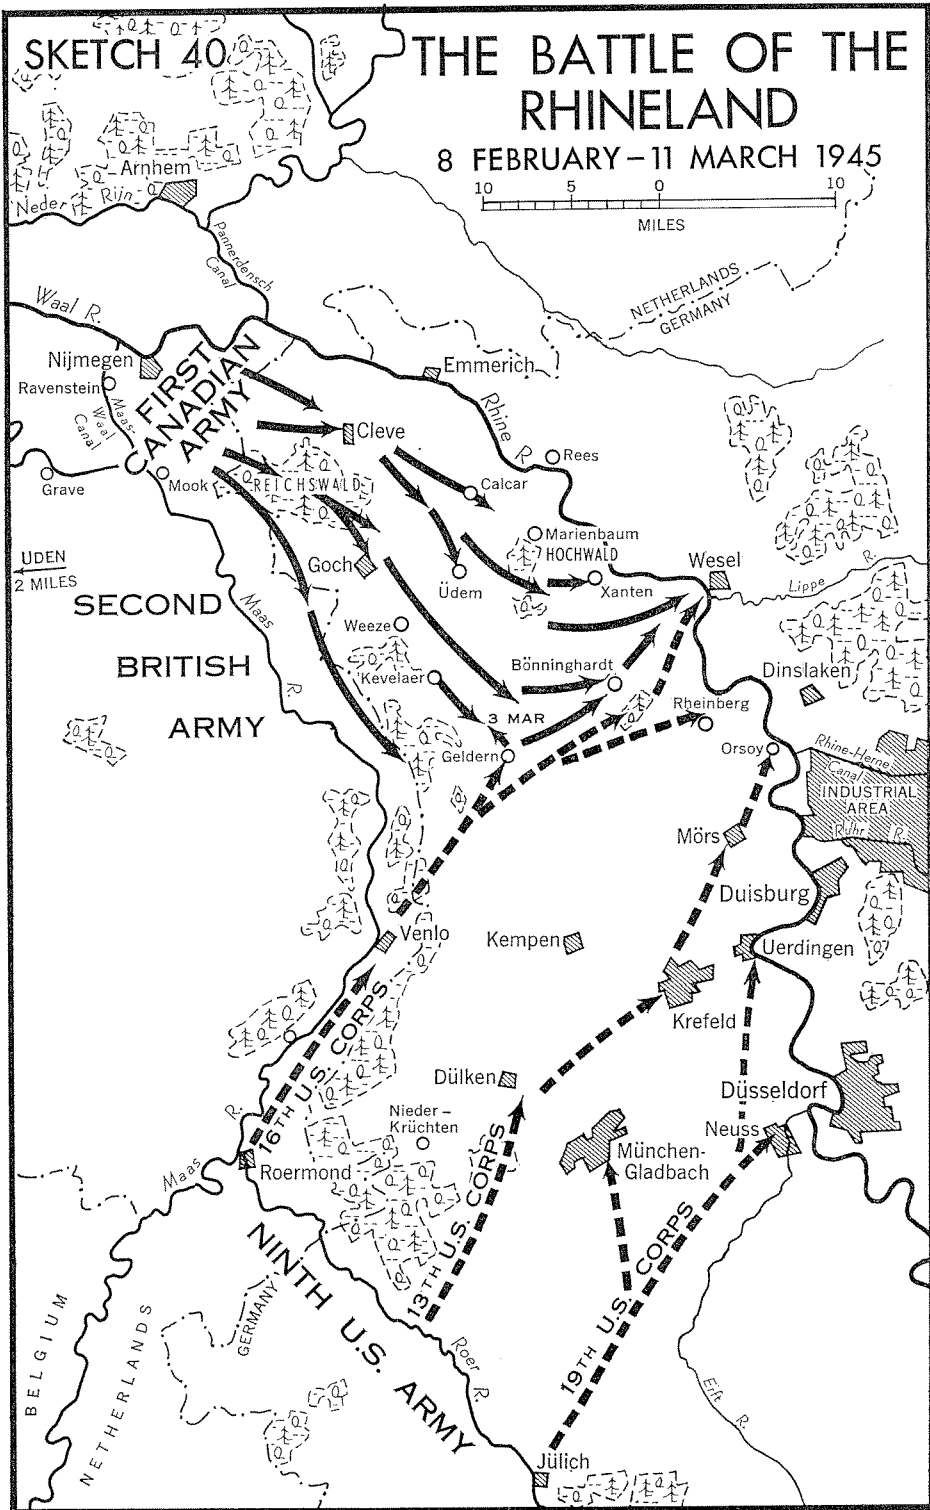 SKETCH 40
THE BATTLE OF THE
RHINELAND
8 FEBRUARY – 11 MARCH 1945
10 5 0 10
MILES
Arnhem
Neder Rijn
Pannerdensch
Canal
NETHERLANDS
GERMANY
Waal R.
Nijmegen
Ravenstein
Maas-
Waal
Canal
FIRST
CANADIAN
ARMY
Emmerich
Rhine R.
Cleve
Rees
Grave
Mook
REICHSWALD
Calcar
Marienbaum
HOCHWALD
UDEN
2 MILES
Goch
Üdem
Xanten
Wesel
Lippe R.
SECOND
BRITISH
ARMY
Maas R.
Weeze
Kevelaer
Bönninghardt
Dinslaken
3 MAR
Rheinberg
Geldern
Orsoy
Rhine-Herne
Canal
INDUSTRIAL
AREA
Ruhr R.
Mörs
Duisburg
Venlo
Kempen
Uerdingen
16TH U.S. CORPS
Krefeld
Dülken
Düsseldorf
Nieder-
Krüchten
Neuss
München-
Gladbach
Maas R.
Roermond
13TH U.S. CORPS
19TH U.S. CORPS
NINTH U.S. ARMY
BELGIUM
NETHERLANDS
GERMANY
Roer R.
Erft R.
Jülich